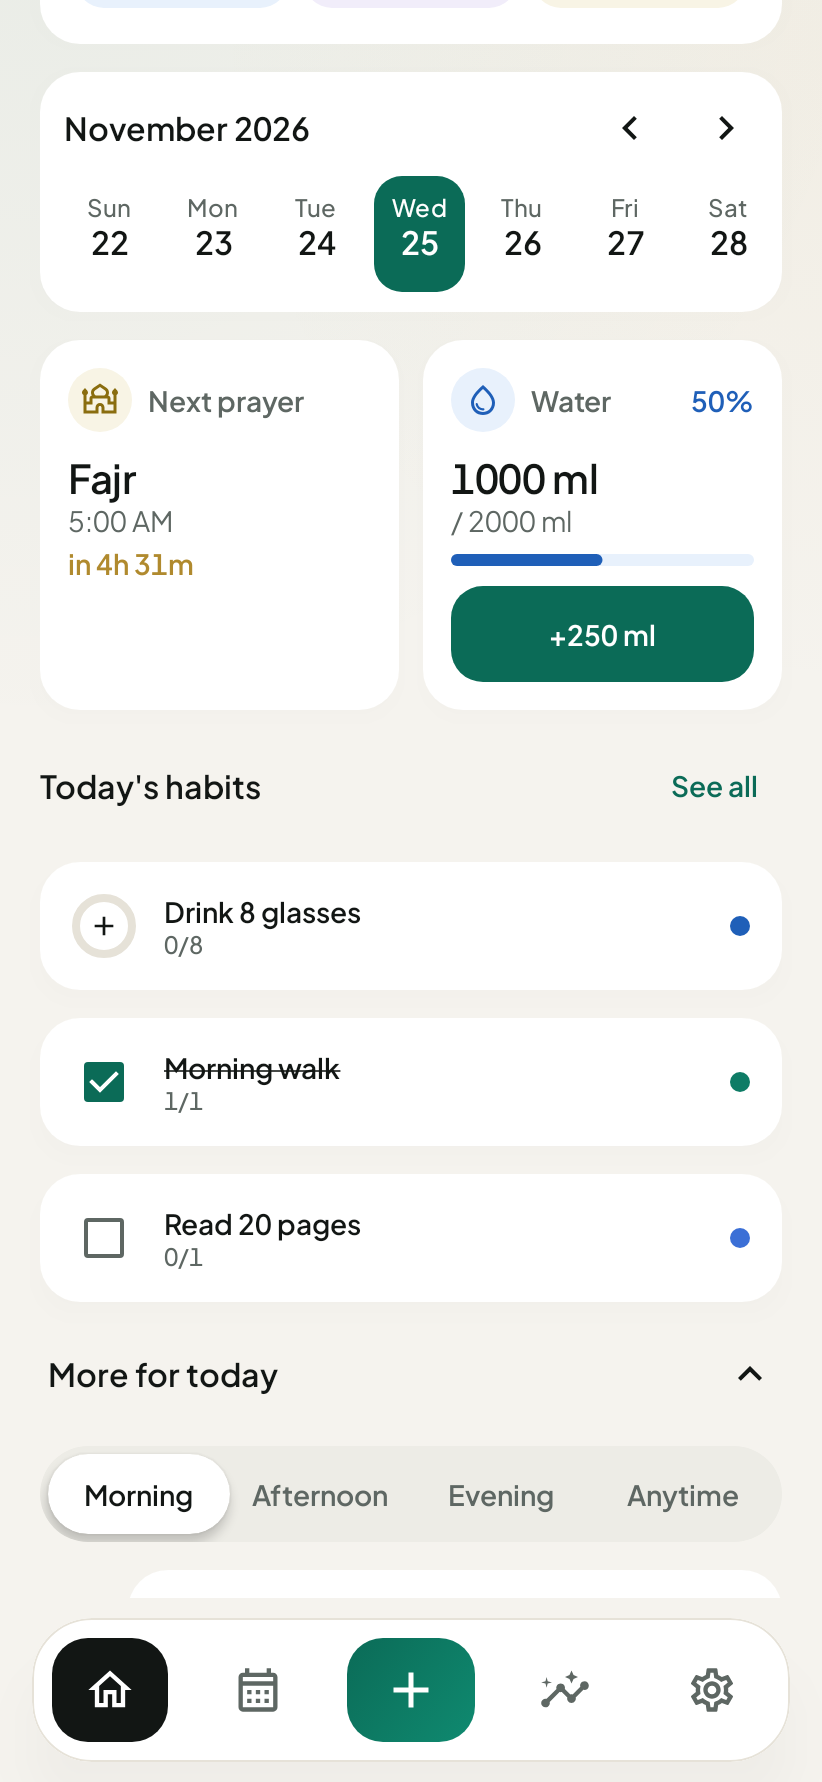 November 2026
Sun Mon Tue Wed Thu Fri Sat
22 23 24 25 26 27 28
Next prayer
Fajr
5:00 AM
in 4h 31m
Water 50%
1000 ml
/ 2000 ml
+250 ml
Today's habits See all
Drink 8 glasses
0/8
Morning walk
1/1
Read 20 pages
0/1
More for today
Morning Afternoon Evening Anytime